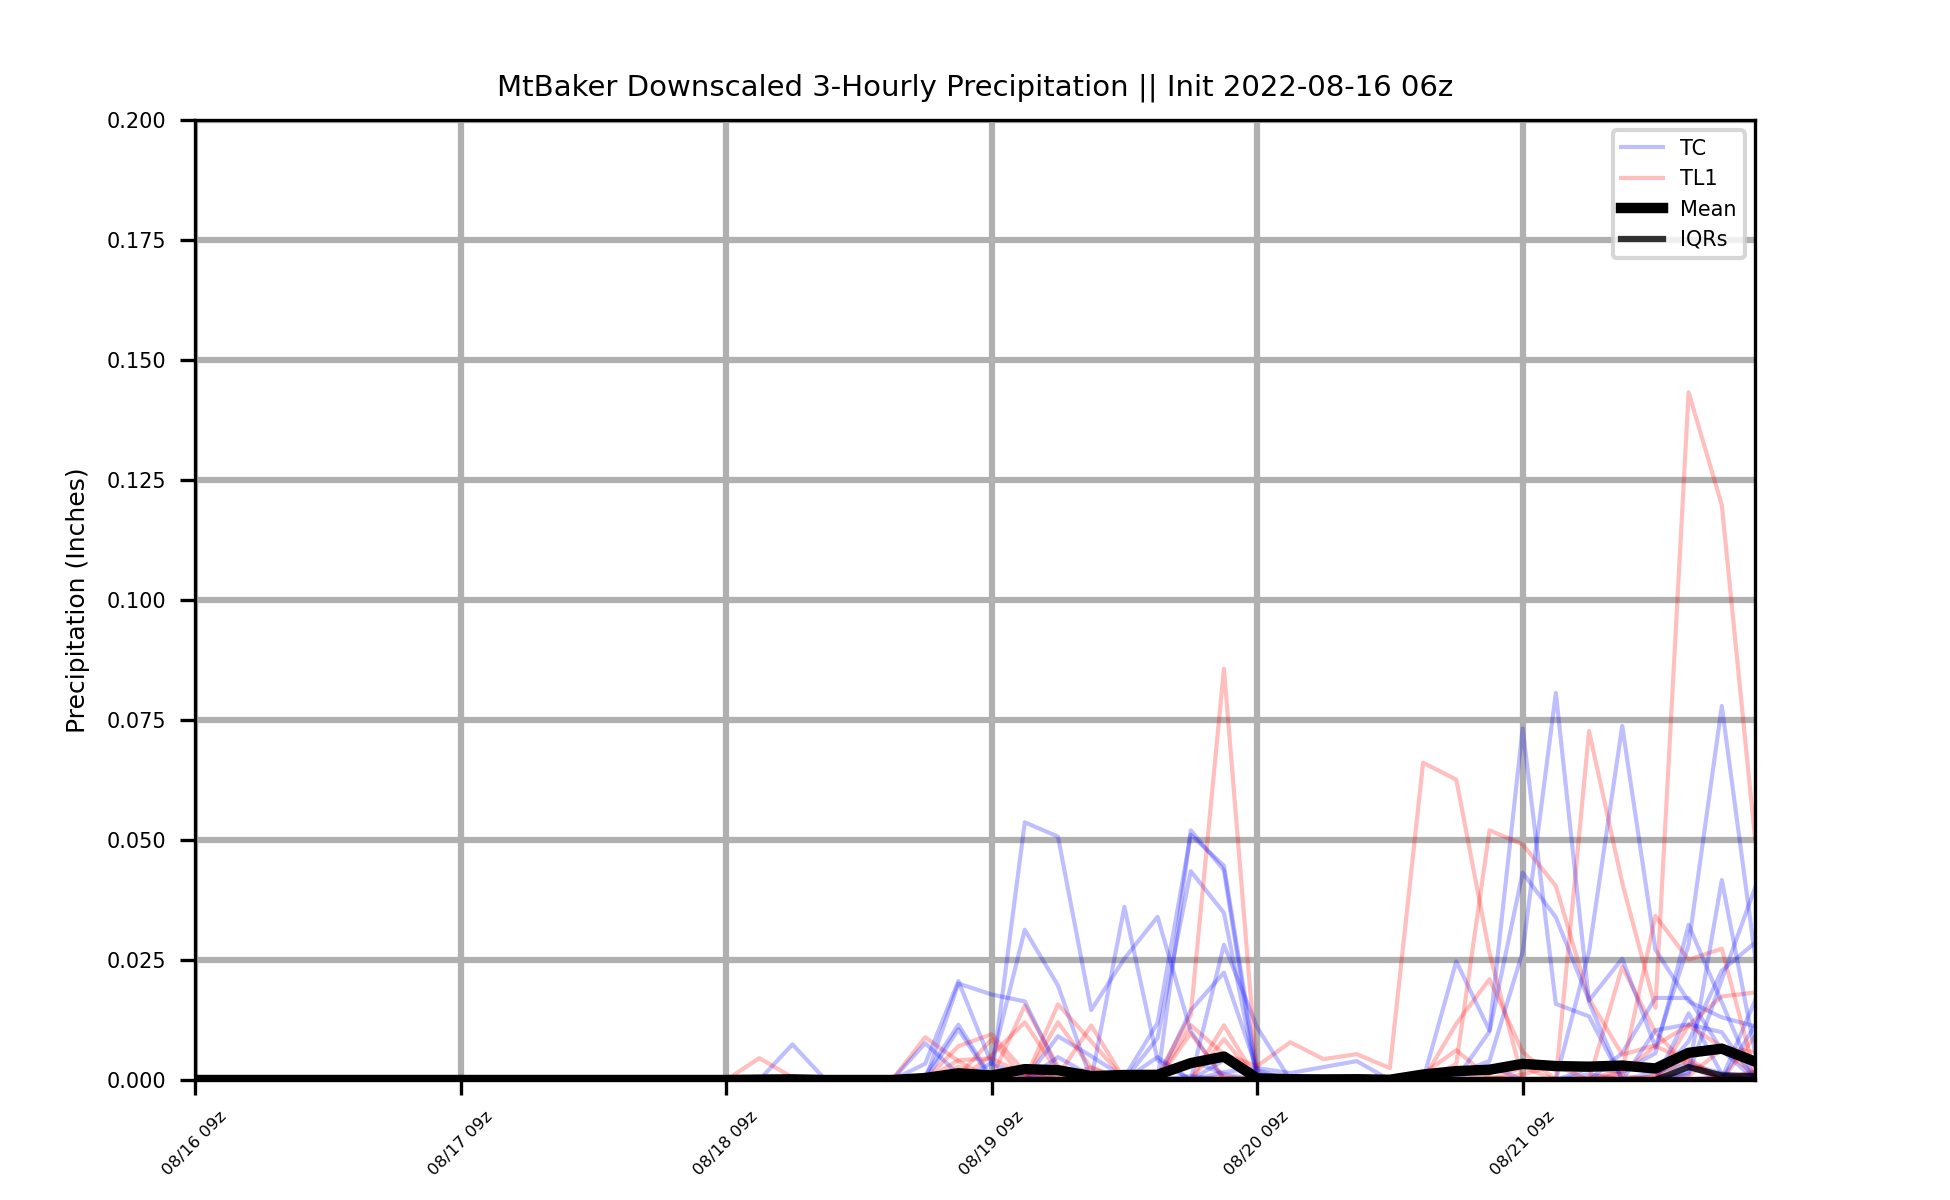 MtBaker Downscaled 3-Hourly Precipitation || Init 2022-08-16 06z
Precipitation (Inches)
0.200
0.175
0.150
0.125
0.100
0.075
0.050
0.025
0.000
TC
TL1
Mean
IQRs
08/16 09z
08/17 09z
08/18 09z
08/19 09z
08/20 09z
08/21 09z